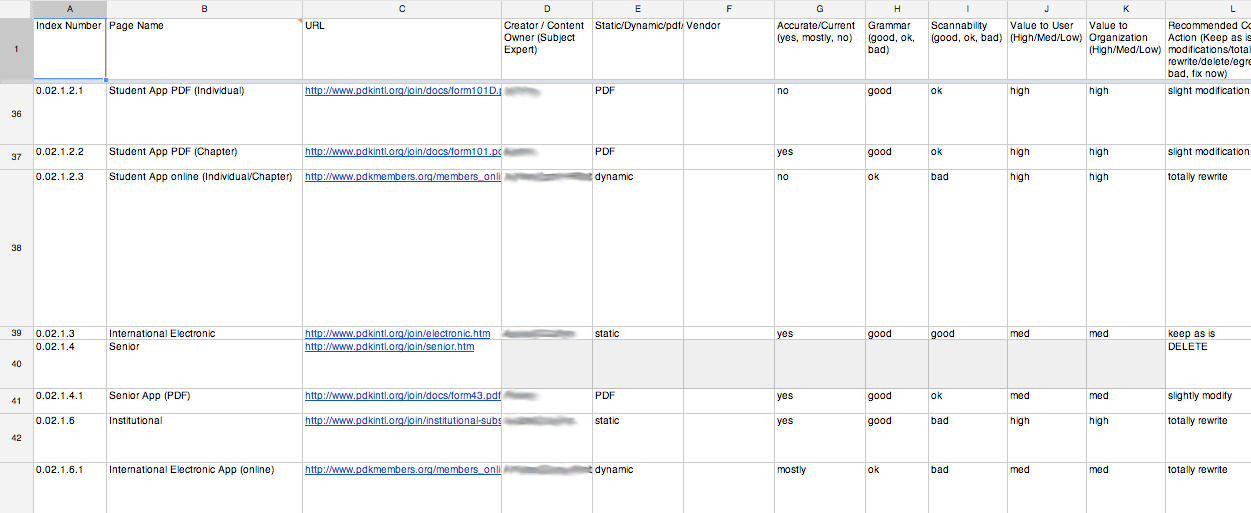 A B C D E F G H I J K L
Index Number Page Name URL Creator / Content Owner (Subject Expert) Static/Dynamic/pdf/ Vendor Accurate/Current (yes, mostly, no) Grammar (good, ok, bad) Scannability (good, ok, bad) Value to User (High/Med/Low) Value to Organization (High/Med/Low) Recommended Co Action (Keep as is modifications/total rewrite/delete/egre bad, fix now)
1
36 0.02.1.2.1 Student App PDF (Individual) http://www.pdkintl.org/join/docs/form101D.p PDF no good ok high high slight modification
37 0.02.1.2.2 Student App PDF (Chapter) http://www.pdkintl.org/join/docs/form101.pd PDF yes good ok high high slight modification
38 0.02.1.2.3 Student App online (Individual/Chapter) http://www.pdkmembers.org/members_onli dynamic no ok bad high high totally rewrite
39 0.02.1.3 International Electronic http://www.pdkintl.org/join/electronic.htm static yes good good med med keep as is
40 0.02.1.4 Senior http://www.pdkintl.org/join/senior.htm DELETE
41 0.02.1.4.1 Senior App (PDF) http://www.pdkintl.org/join/docs/form43.pdf PDF yes good ok med med slightly modify
42 0.02.1.6 Institutional http://www.pdkintl.org/join/institutional-subs static yes good bad high high totally rewrite
0.02.1.6.1 International Electronic App (online) http://www.pdkmembers.org/members_onli dynamic mostly ok bad med med totally rewrite